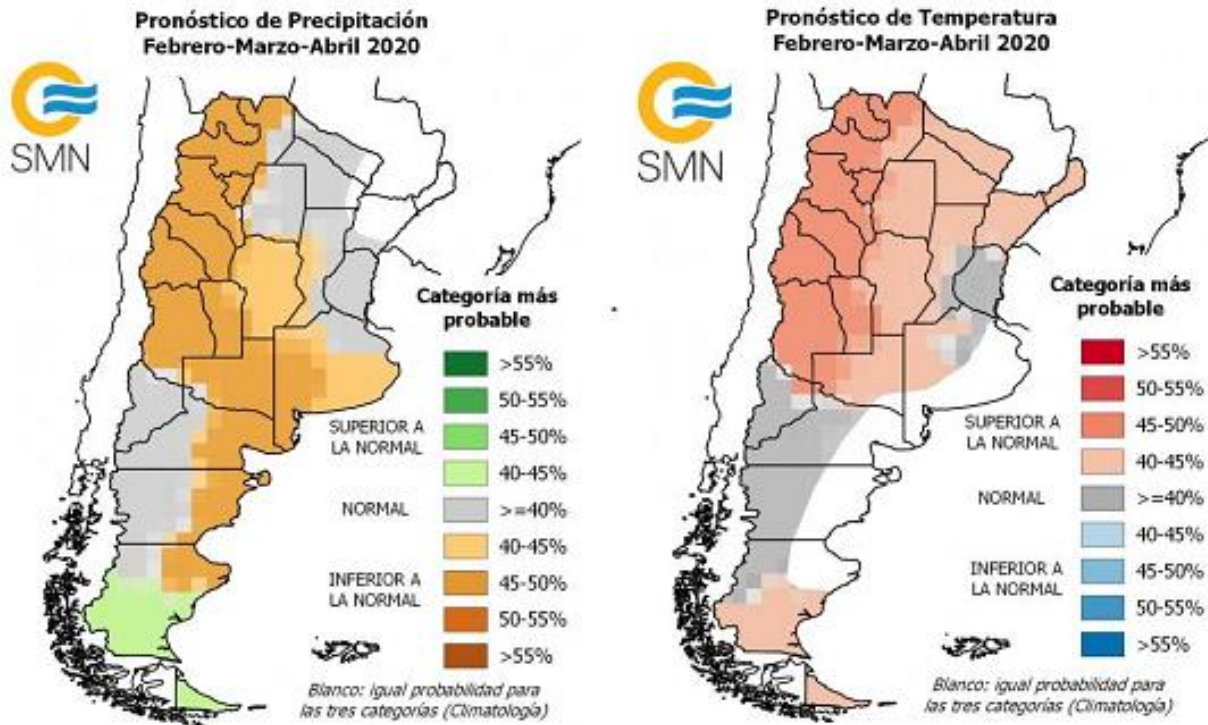 Pronóstico de Precipitación
Febrero-Marzo-Abril 2020
SMN
Categoría más
probable
>55%
50-55%
SUPERIOR A
LA NORMAL
45-50%
40-45%
NORMAL
>=40%
40-45%
INFERIOR A
LA NORMAL
45-50%
50-55%
>55%
Blanco: igual probabilidad para
las tres categorías (Climatología)
Pronóstico de Temperatura
Febrero-Marzo-Abril 2020
SMN
Categoría más
probable
>55%
50-55%
SUPERIOR A
LA NORMAL
45-50%
40-45%
NORMAL
>=40%
40-45%
INFERIOR A
LA NORMAL
45-50%
50-55%
>55%
Blanco: igual probabilidad para
las tres categorías (Climatología)